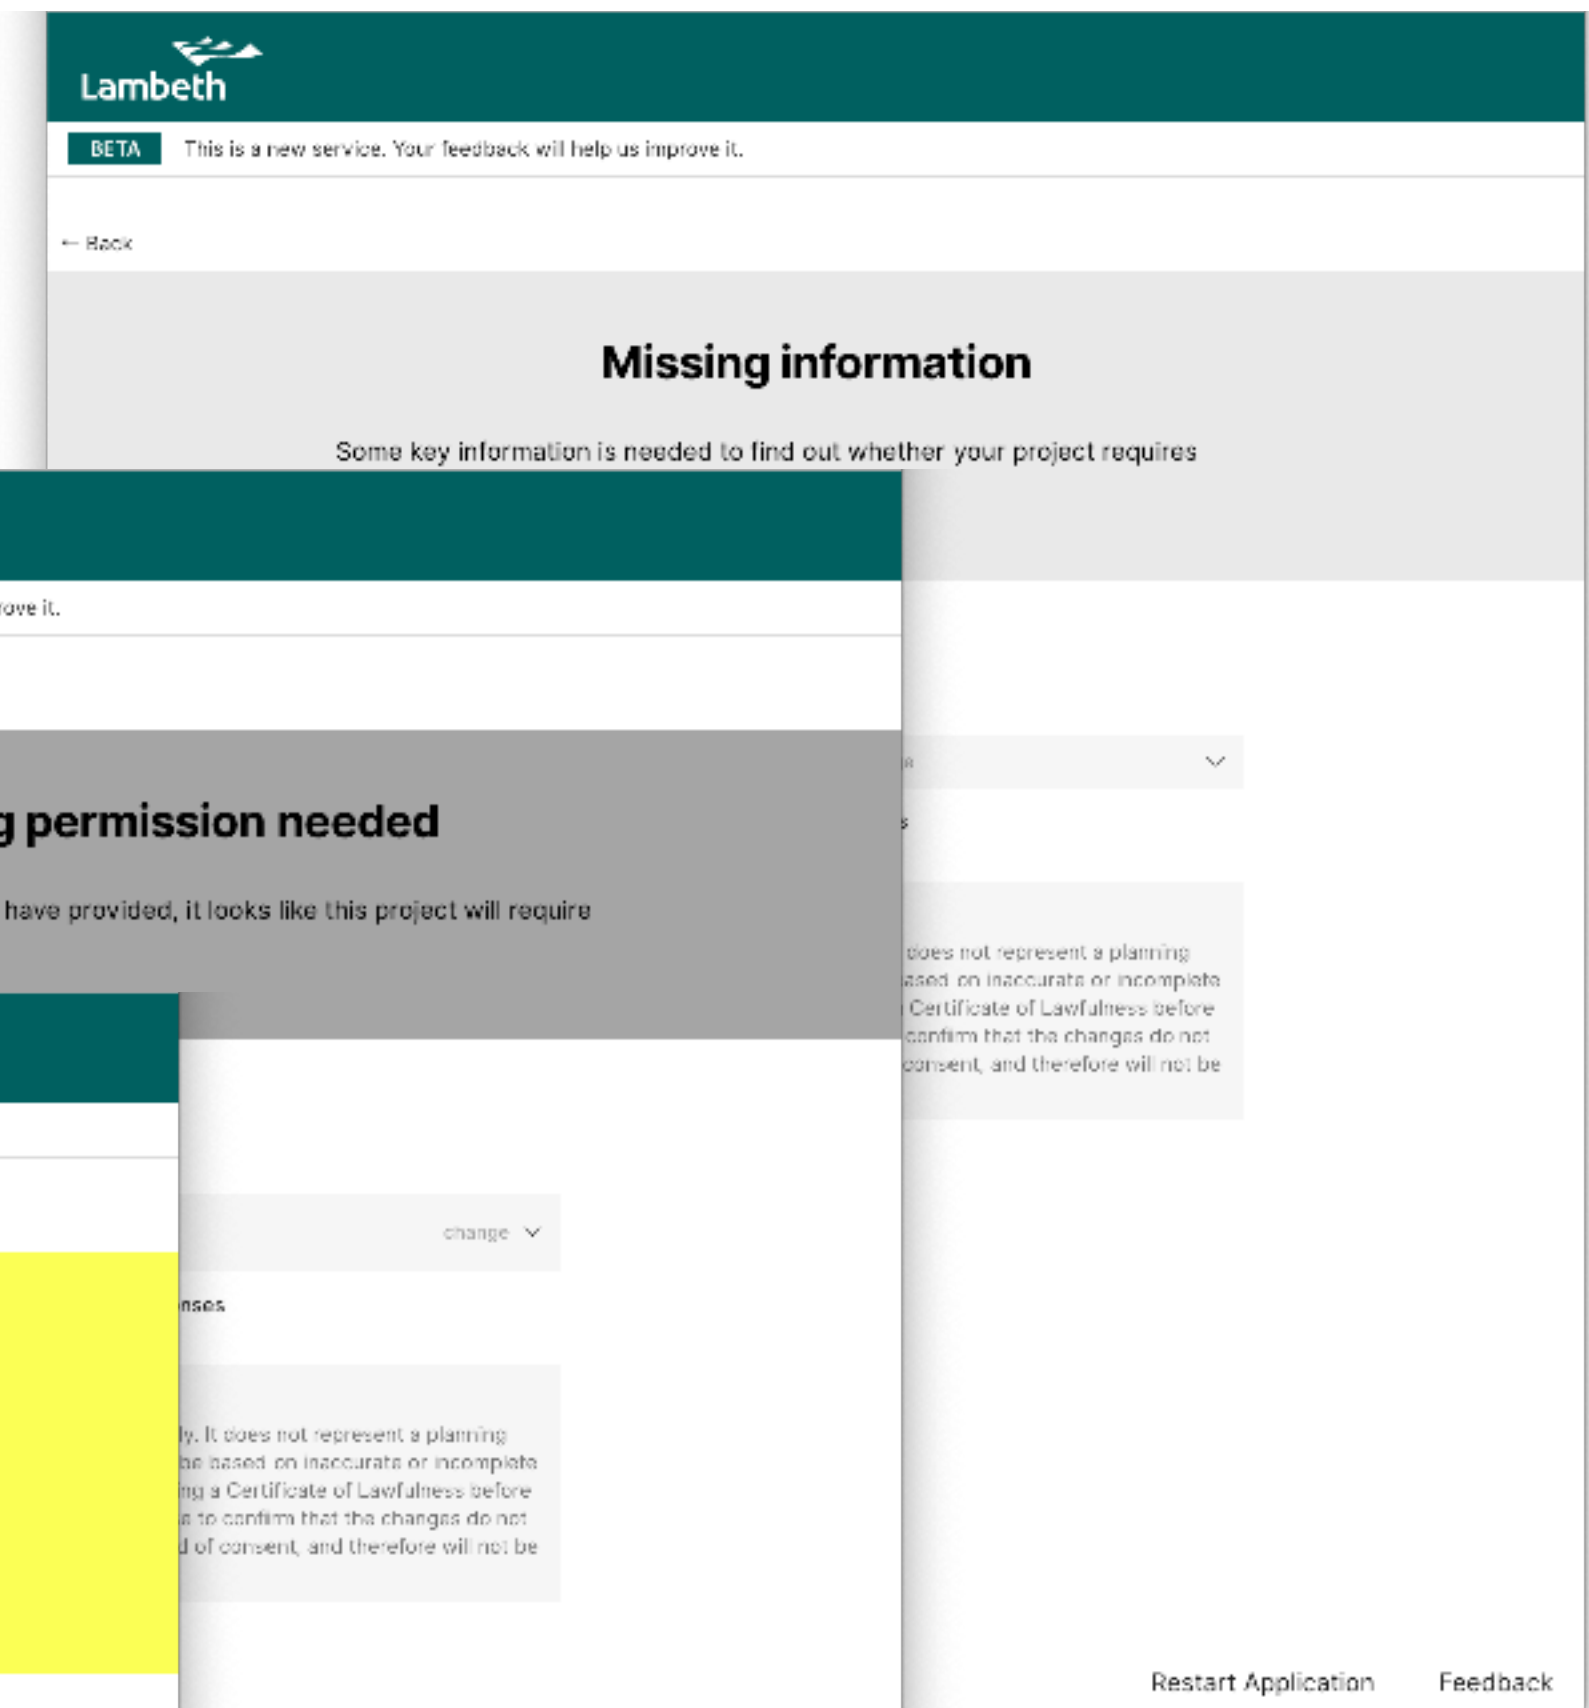 Lambeth
BETA This is a new service. Your feedback will help us improve it.
← Back
Missing information
Some key information is needed to find out whether your project requires
ove it.
g permission needed
have provided, it looks like this project will require
does not represent a planning
ased on inaccurate or incomplete
Certificate of Lawfulness before
confirm that the changes do not
consent, and therefore will not be
change
nses
ly. It does not represent a planning
be based on inaccurate or incomplete
ing a Certificate of Lawfulness before
e to confirm that the changes do not
d of consent, and therefore will not be
Restart Application Feedback